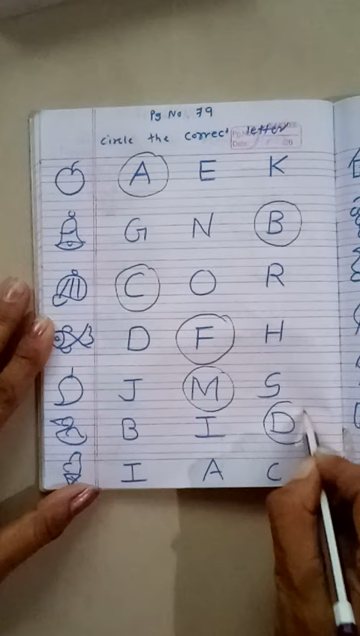 Pg No 79
circle the correct letter
A E K
G N B
C O R
D F H
J M S
B I D
I A C